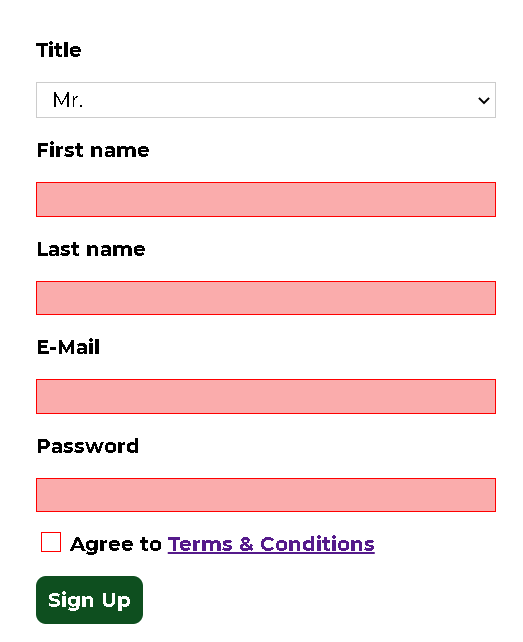 Title
Mr.
First name
Last name
E-Mail
Password
Agree to Terms & Conditions
Sign Up